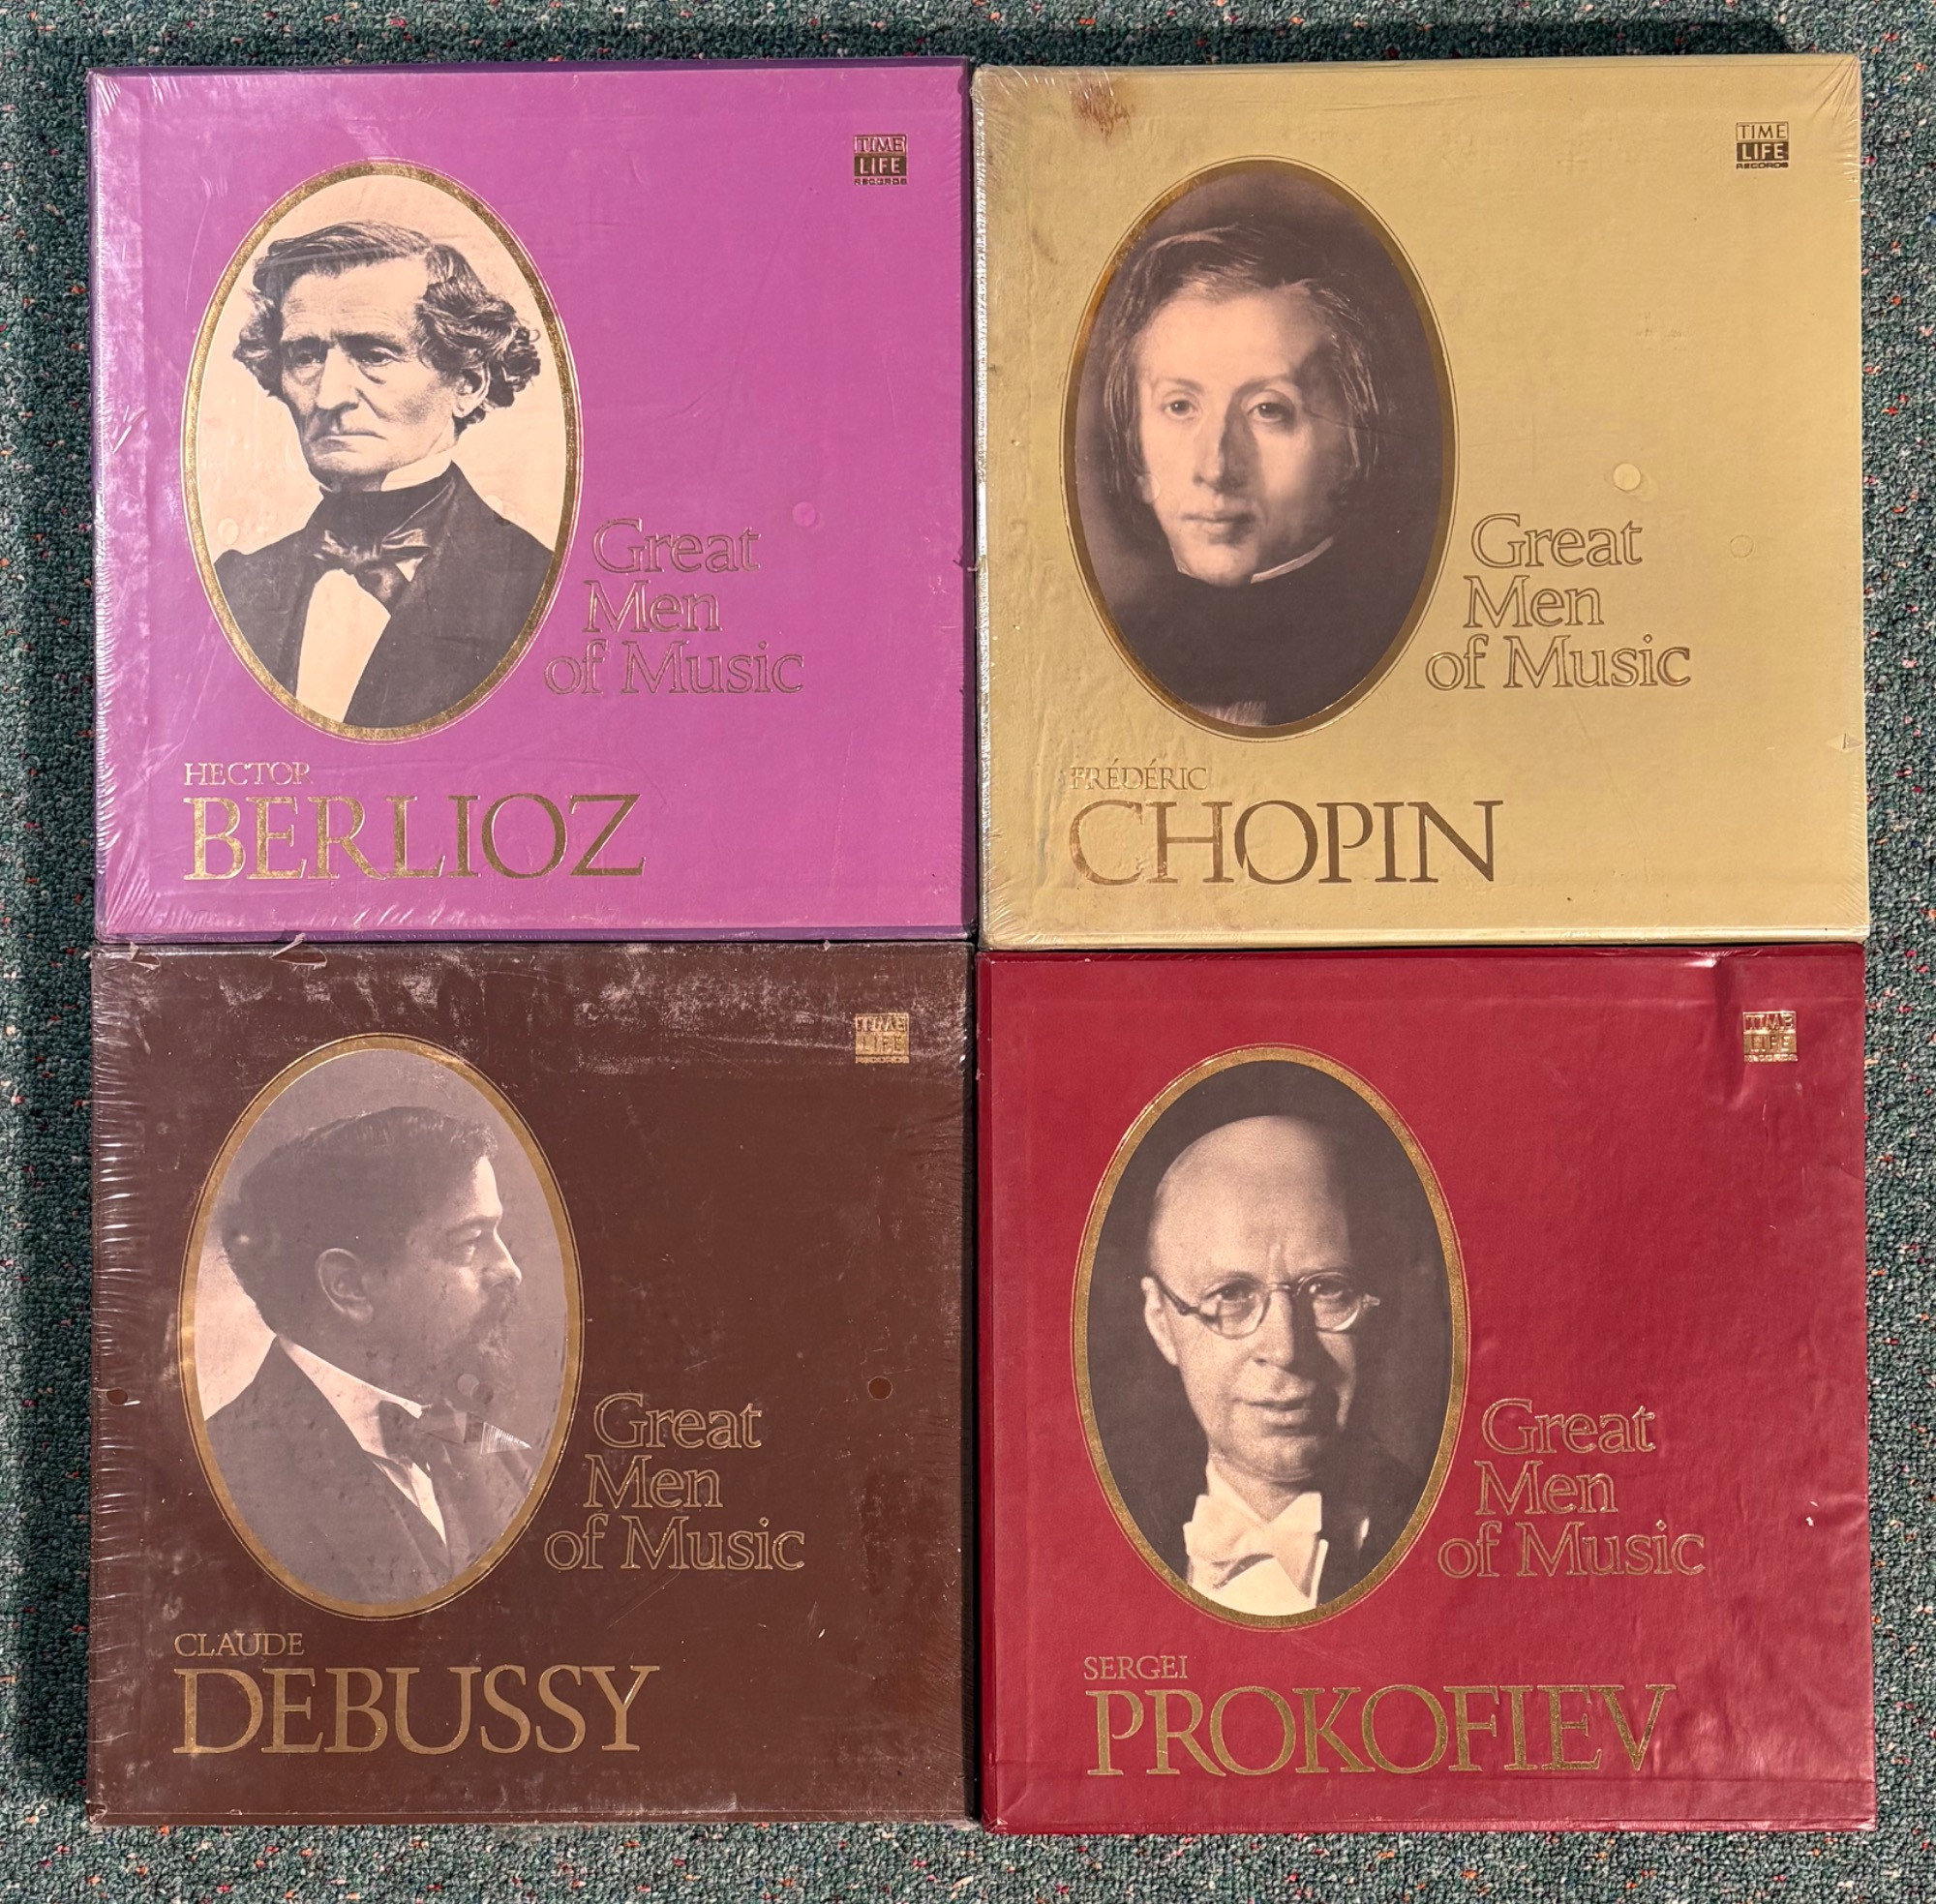 TIME
LIFE
RECORDS
Great
Men
of Music
HECTOR
BERLIOZ
TIME
LIFE
RECORDS
Great
Men
of Music
FRÉDÉRIC
CHOPIN
TIME
LIFE
RECORDS
Great
Men
of Music
CLAUDE
DEBUSSY
TIME
LIFE
RECORDS
Great
Men
of Music
SERGEI
PROKOFIEV